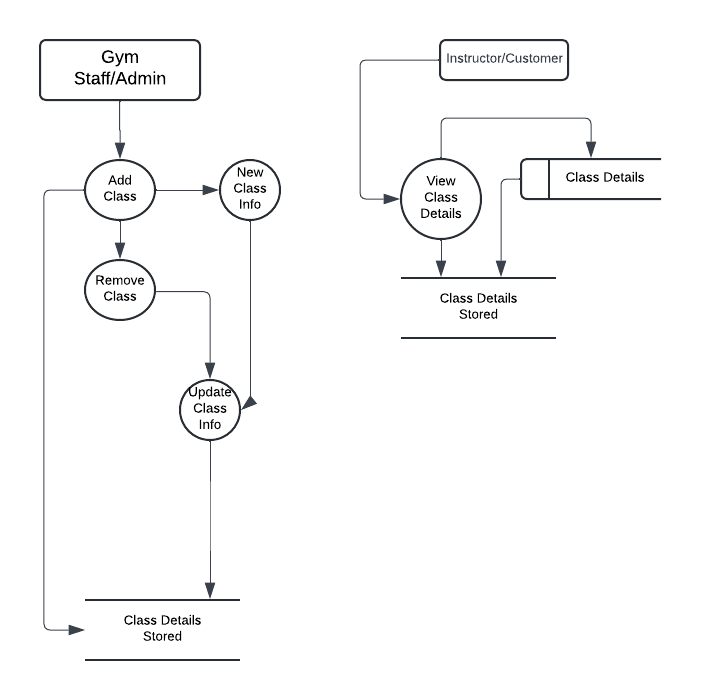 Gym
Staff/Admin
Add
Class
New
Class
Info
Remove
Class
Update
Class
Info
Class Details
Stored
Instructor/Customer
View
Class
Details
Class Details
Class Details
Stored